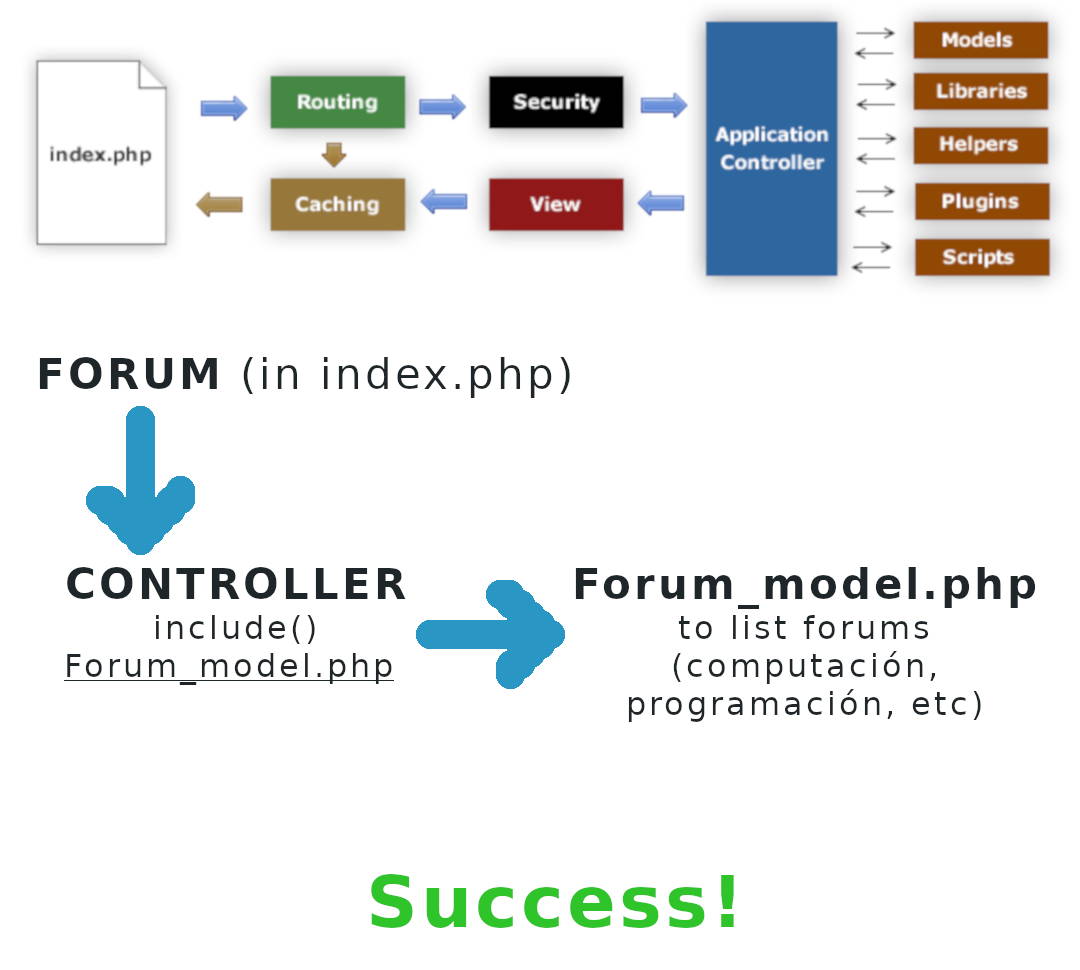 index.php
Routing
Security
Caching
View
Application
Controller
Models
Libraries
Helpers
Plugins
Scripts
FORUM (in index.php)
CONTROLLER
include()
Forum_model.php
Forum_model.php
to list forums
(computación,
programación, etc)
Success!